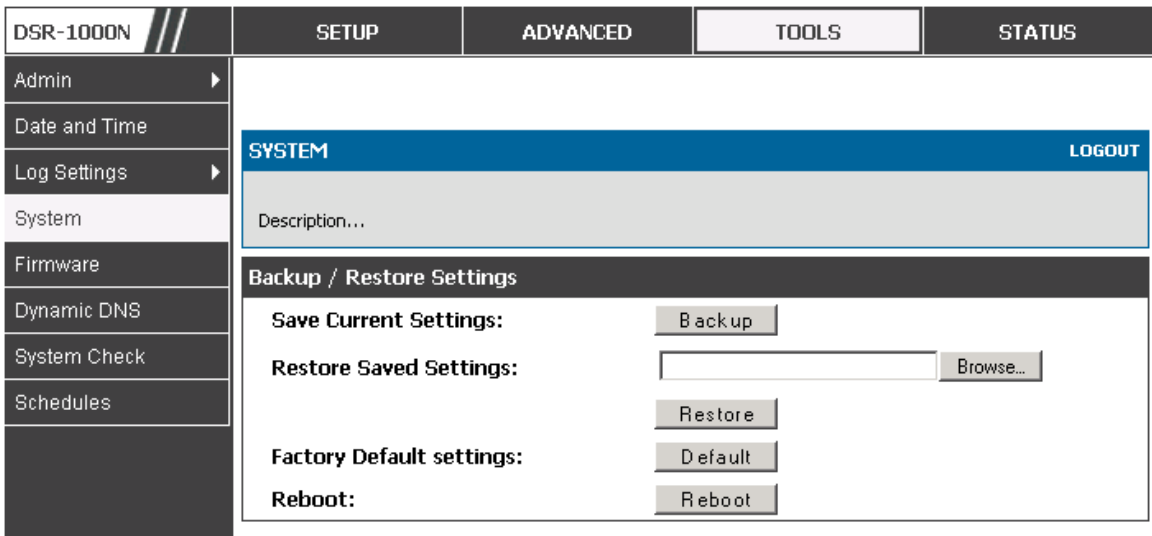 DSR-1000N
SETUP
ADVANCED
TOOLS
STATUS
Admin
Date and Time
Log Settings
System
Firmware
Dynamic DNS
System Check
Schedules
SYSTEM
LOGOUT
Description...
Backup / Restore Settings
Save Current Settings:
Backup
Restore Saved Settings:
Browse...
Restore
Factory Default settings:
Default
Reboot:
Reboot